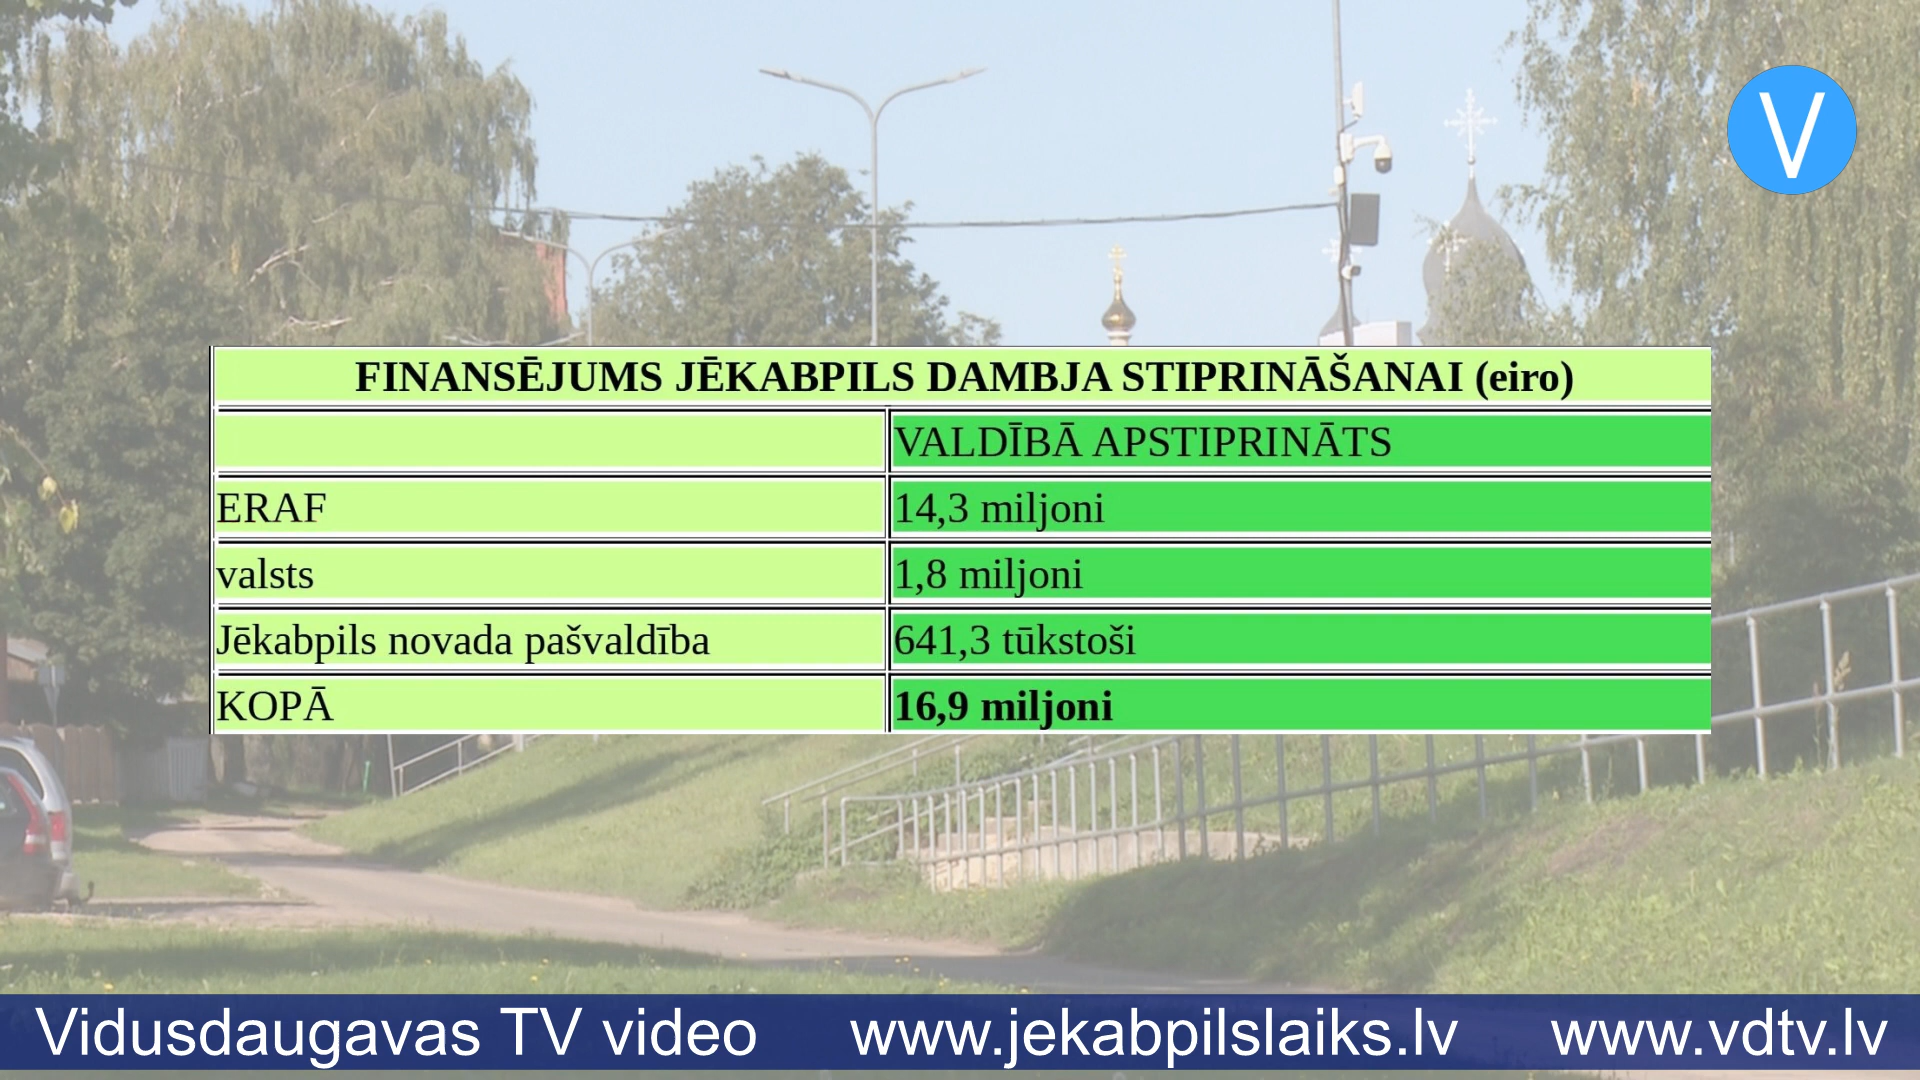 V
FINANSĒJUMS JĒKABPILS DAMBJA STIPRINĀŠANAI (eiro)
VALDĪBĀ APSTIPRINĀTS
ERAF 14,3 miljoni
valsts 1,8 miljoni
Jēkabpils novada pašvaldība 641,3 tūkstoši
KOPĀ 16,9 miljoni
Vidusdaugavas TV video www.jekabpilslaiks.lv www.vdtv.lv